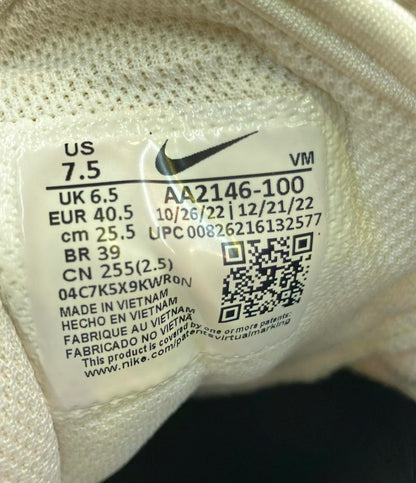 US
7.5
VM
UK 6.5
AA2146-100
EUR 40.5
10/26/22 | 12/21/22
cm 25.5
UPC 00826216132577
BR 39
CN 255(2.5)
04C7K5X9KWR0N
MADE IN VIETNAM
HECHO EN VIETNAM
FABRIQUE AU VIETNAM
FABRICADO NO VIETNA
This product is covered by one or more patents:
www.nike.com/patentsvirtualmarking